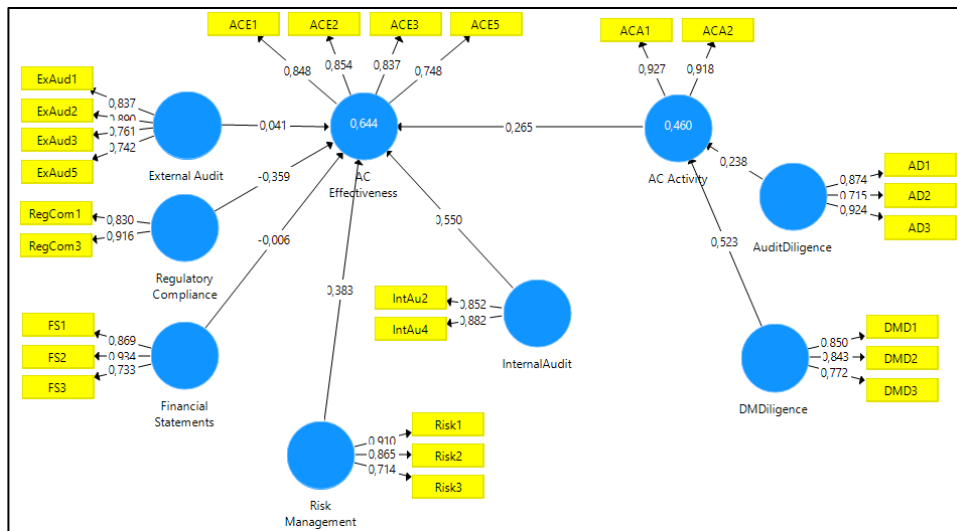 ACE1
ACE2
ACE3
ACE5
ACA1
ACA2
0,848
0,854
0,837
0,748
0,927
0,918
ExAud1
ExAud2
ExAud3
ExAud5
0,837
0,890
0,761
0,742
External Audit
0,041
0,644
AC
Effectiveness
0,265
0,460
AC Activity
0,238
AD1
AD2
AD3
0,874
0,715
0,924
AuditDiligence
-0,359
RegCom1
RegCom3
0,830
0,916
Regulatory
Compliance
-0,006
0,550
0,523
0,383
IntAu2
IntAu4
0,852
0,882
InternalAudit
FS1
FS2
FS3
0,869
0,934
0,733
Financial
Statements
DMD1
DMD2
DMD3
0,850
0,843
0,772
DMDiligence
Risk1
Risk2
Risk3
0,910
0,865
0,714
Risk
Management